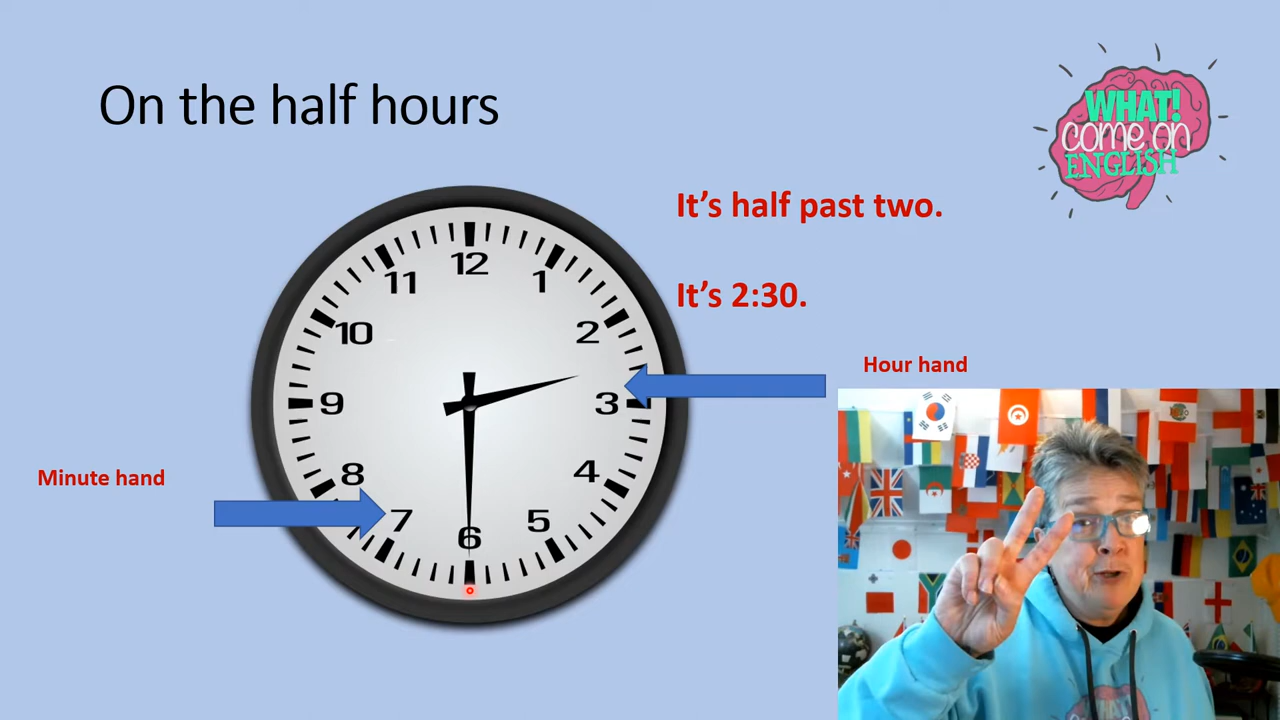 On the half hours
WHAT!
come on
ENGLISH
It's half past two.
It's 2:30.
Hour hand
Minute hand
12
11
1
10
2
9
3
8
4
7
5
6